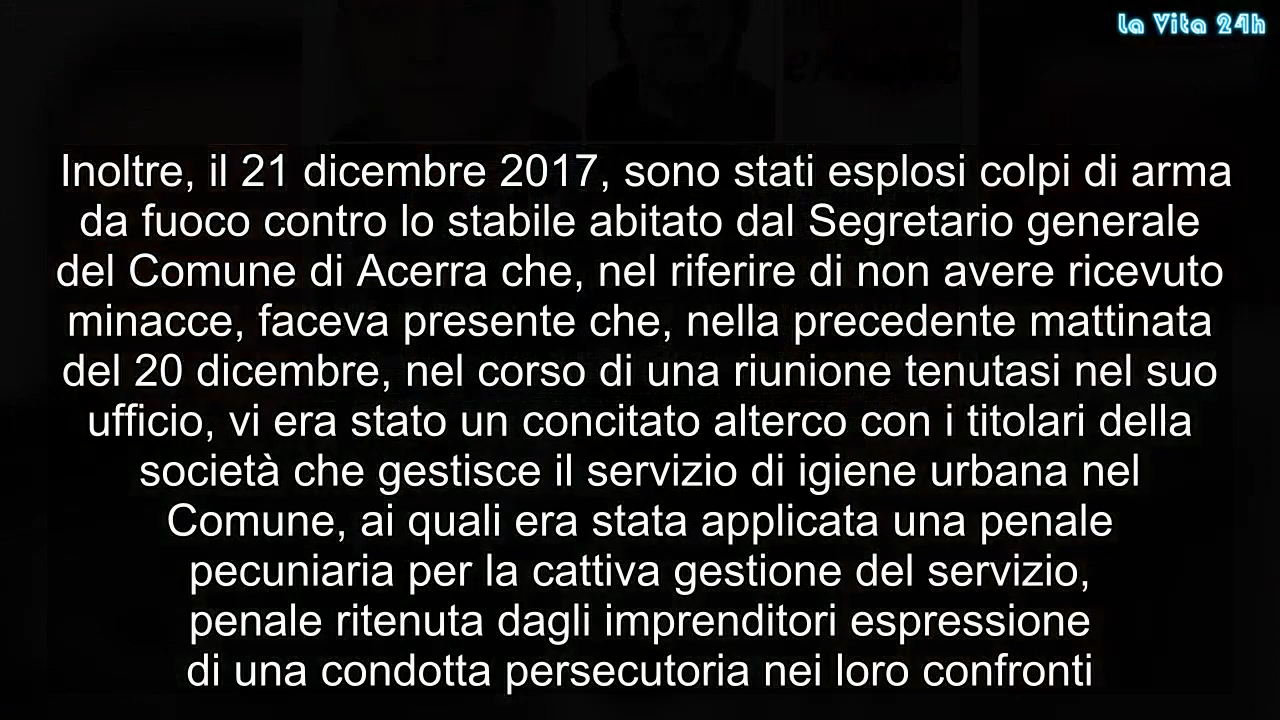 la Vita 24h
Inoltre, il 21 dicembre 2017, sono stati esplosi colpi di arma
da fuoco contro lo stabile abitato dal Segretario generale
del Comune di Acerra che, nel riferire di non avere ricevuto
minacce, faceva presente che, nella precedente mattinata
del 20 dicembre, nel corso di una riunione tenutasi nel suo
ufficio, vi era stato un concitato alterco con i titolari della
società che gestisce il servizio di igiene urbana nel
Comune, ai quali era stata applicata una penale
pecuniaria per la cattiva gestione del servizio,
penale ritenuta dagli imprenditori espressione
di una condotta persecutoria nei loro confronti